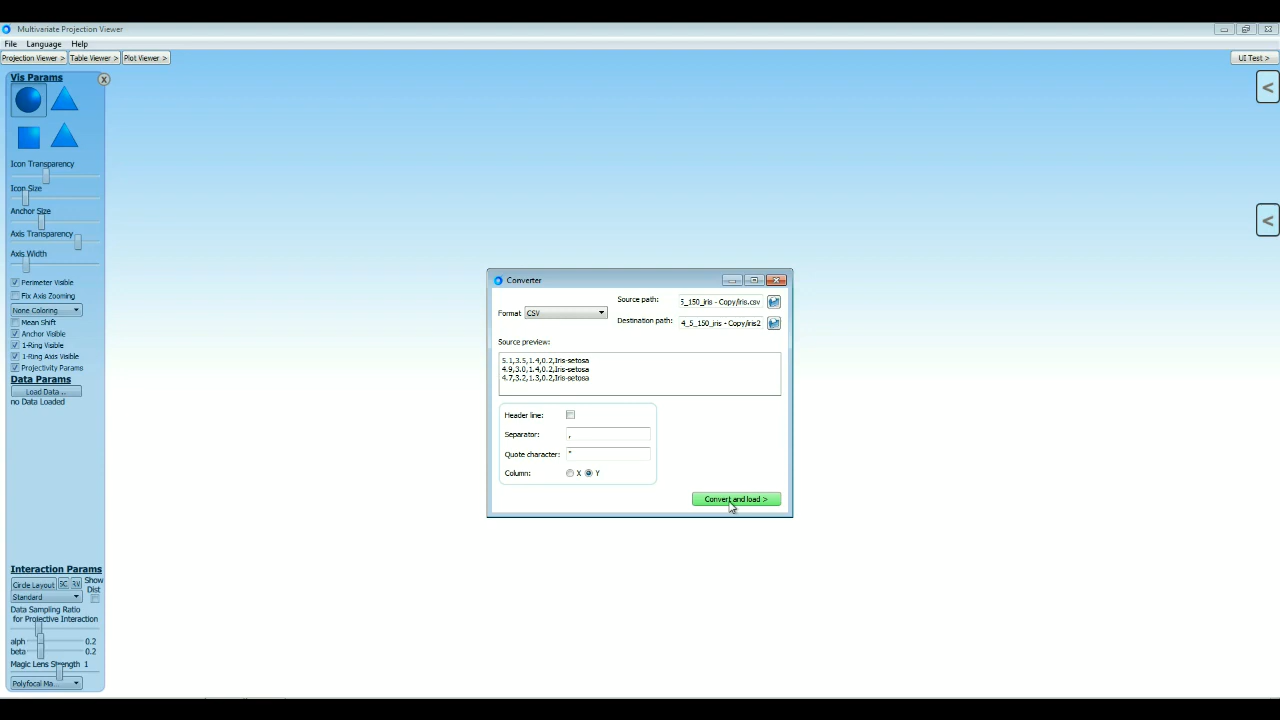 Multivariate Projection Viewer
File Language Help
Projection Viewer > Table Viewer > Plot Viewer >
UI Test >
Vis Params
Icon Transparency
Icon Size
Anchor Size
Axis Transparency
Axis Width
Perimeter Visible
Fix Axis Zooming
None Coloring
Mean Shift
Anchor Visible
1-Ring Visible
1-Ring Axis Visible
Projectivity Params
Data Params
Load Data ...
no Data Loaded
Interaction Params
Circle Layout SC RV Show Dist
Standard
Data Sampling Ratio
for Projective Interaction
alph 0.2
beta 0.2
Magic Lens Strength 1
Polyfocal Ma...
<
<
Converter
Format CSV
Source path: 5_150_iris - Copy/iris.csv
Destination path: 4_5_150_iris - Copy/iris2
Source preview:
5.1,3.5,1.4,0.2,Iris-setosa
4.9,3.0,1.4,0.2,Iris-setosa
4.7,3.2,1.3,0.2,Iris-setosa
Header line:
Separator: ,
Quote character: "
Column: X Y
Convert and load >